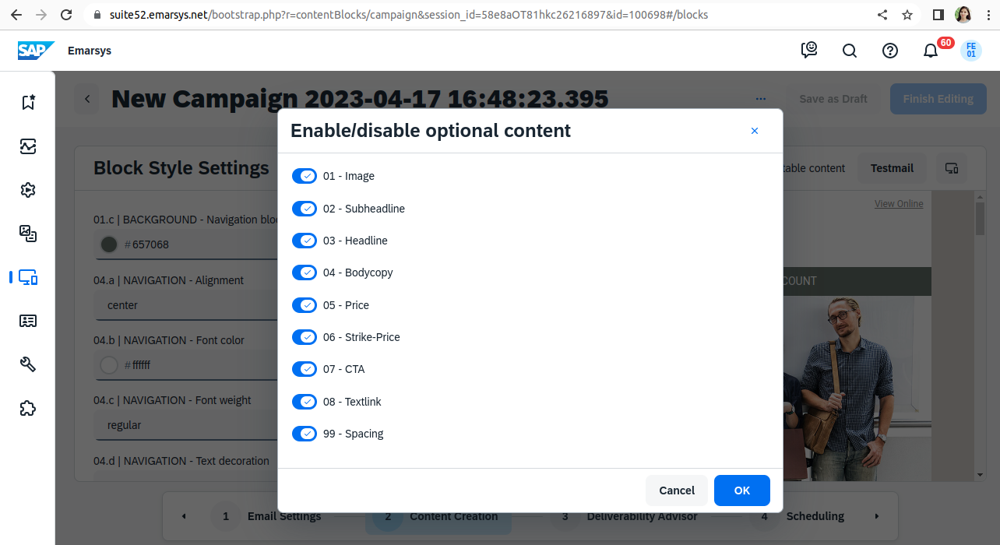 suite52.emarsys.net/bootstrap.php?r=contentBlocks/campaign&session_id=58e8aOT81hkc26216897&id=100698#/blocks
SAP Emarsys
60
FE
01
New Campaign 2023-04-17 16:48:23.395
... Save as Draft Finish Editing
Enable/disable optional content
Block Style Settings
table content Testmail
01 - Image
View Online
02 - Subheadline
01.c | BACKGROUND - Navigation blo
03 - Headline
#657068
04 - Bodycopy
04.a | NAVIGATION - Alignment
COUNT
05 - Price
center
06 - Strike-Price
04.b | NAVIGATION - Font color
07 - CTA
#ffffff
08 - Textlink
04.c | NAVIGATION - Font weight
99 - Spacing
regular
04.d | NAVIGATION - Text decoration
Cancel OK
1 Email Settings 2 Content Creation 3 Deliverability Advisor 4 Scheduling